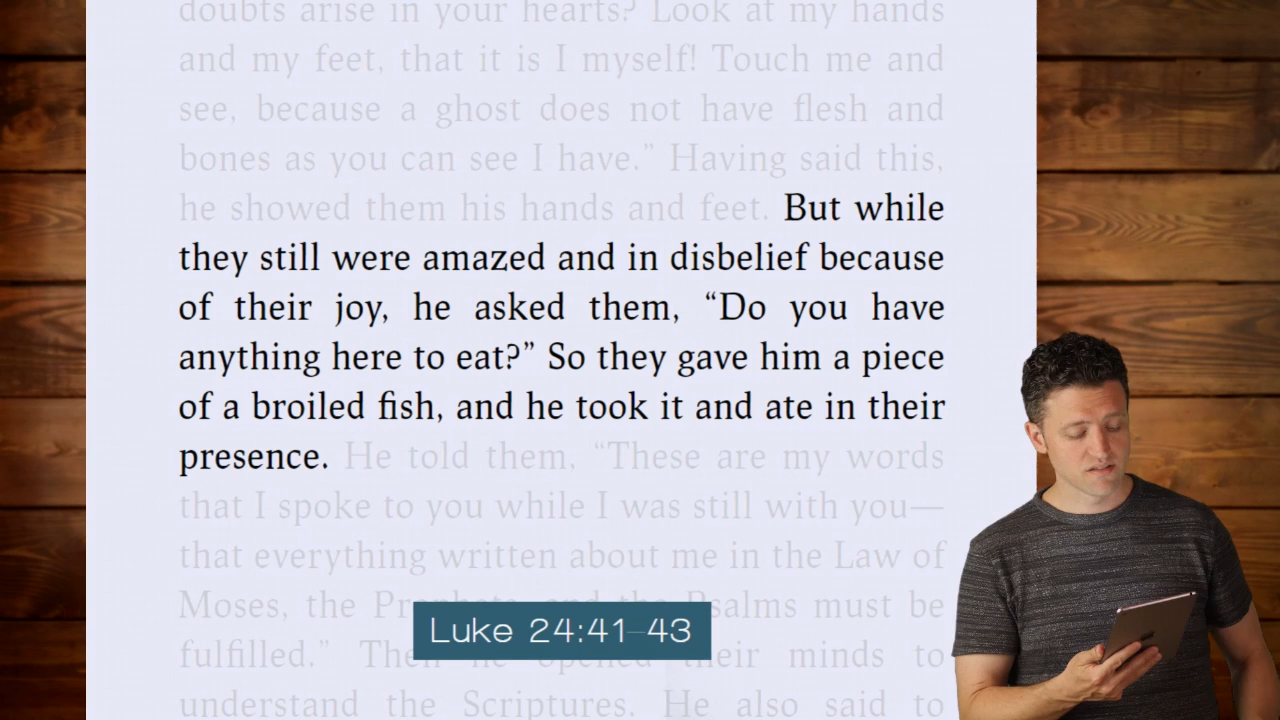 doubts arise in your hearts? Look at my hands
and my feet, that it is I myself! Touch me and
see, because a ghost does not have flesh and
bones as you can see I have.” Having said this,
he showed them his hands and feet. But while
they still were amazed and in disbelief because
of their joy, he asked them, “Do you have
anything here to eat?” So they gave him a piece
of a broiled fish, and he took it and ate in their
presence. He told them, “These are my words
that I spoke to you while I was still with you—
that everything written about me in the Law of
Moses, the Prophets and the Psalms must be
Luke 24:41–43
fulfilled.” Then he opened their minds to
understand the Scriptures. He also said to